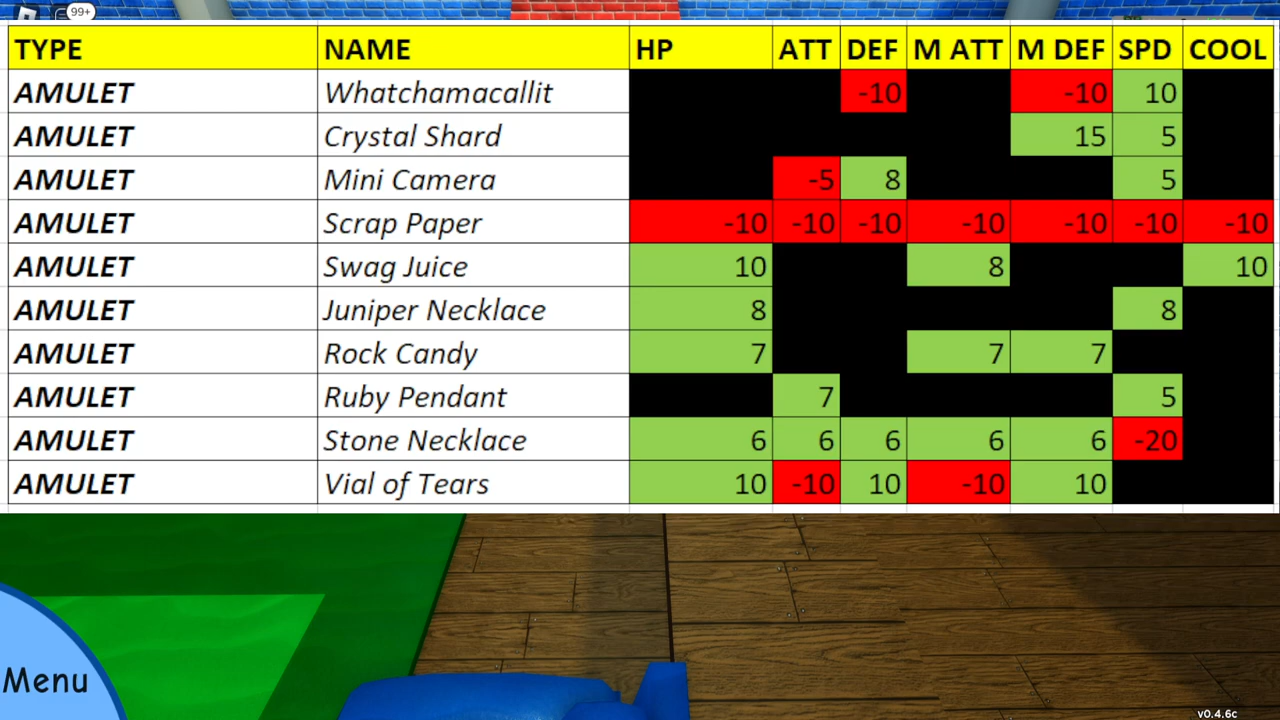 99+
TYPE NAME HP ATT DEF M ATT M DEF SPD COOL
AMULET Whatchamacallit -10 -10 10
AMULET Crystal Shard 15 5
AMULET Mini Camera -5 8 5
AMULET Scrap Paper -10 -10 -10 -10 -10 -10 -10
AMULET Swag Juice 10 8 10
AMULET Juniper Necklace 8 8
AMULET Rock Candy 7 7 7
AMULET Ruby Pendant 7 5
AMULET Stone Necklace 6 6 6 6 6 -20
AMULET Vial of Tears 10 -10 10 -10 10
Menu
v0.4.6c